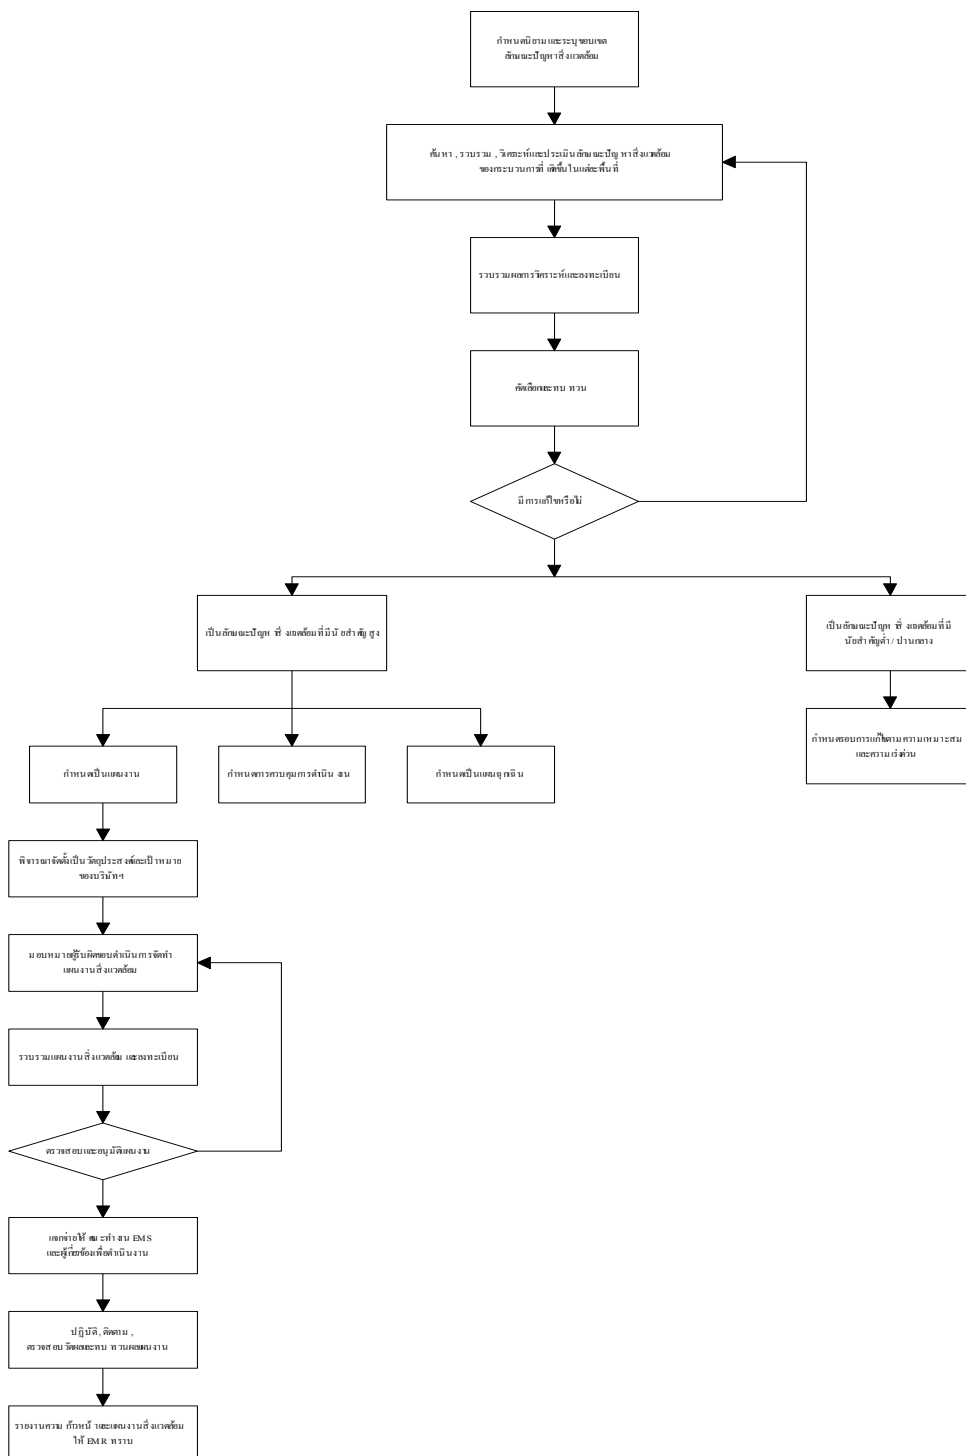 กำหนดนิยามและระบุขอบเขต
ลักษณะปัญหาสิ่งแวดล้อม
ค้นหา , รวบรวม , วิเคราะห์และประเมินลักษณะปัญหาสิ่งแวดล้อม
ของกระบวนการที่เกิดขึ้นในแต่ละพื้นที่
รวบรวมผลการวิเคราะห์และลงทะเบียน
คัดเลือกและทบทวน
มีการแก้ไขหรือไม่
เป็นลักษณะปัญหาสิ่งแวดล้อมที่มีนัยสำคัญสูง
เป็นลักษณะปัญหาสิ่งแวดล้อมที่มี
นัยสำคัญต่ำ / ปานกลาง
กำหนดเป็นแผนงาน
กำหนดการควบคุมการดำเนินงาน
กำหนดเป็นแผนฉุกเฉิน
กำหนดรอบการแก้ไขตามความเหมาะสม
และความเร่งด่วน
พิจารณาจัดตั้งเป็นวัตถุประสงค์และเป้าหมาย
ของบริษัทฯ
มอบหมายผู้รับผิดชอบดำเนินการจัดทำ
แผนงานสิ่งแวดล้อม
รวบรวมแผนงานสิ่งแวดล้อม และลงทะเบียน
ตรวจสอบและอนุมัติแผนงาน
แจกจ่ายให้คณะทำงาน EMS
และผู้เกี่ยวข้องเพื่อดำเนินงาน
ปฏิบัติ , ติดตาม ,
ตรวจสอบวัดผลและทบทวนผลแผนงาน
รายงานความก้าวหน้าและแผนงานสิ่งแวดล้อม
ให้ EMR ทราบ